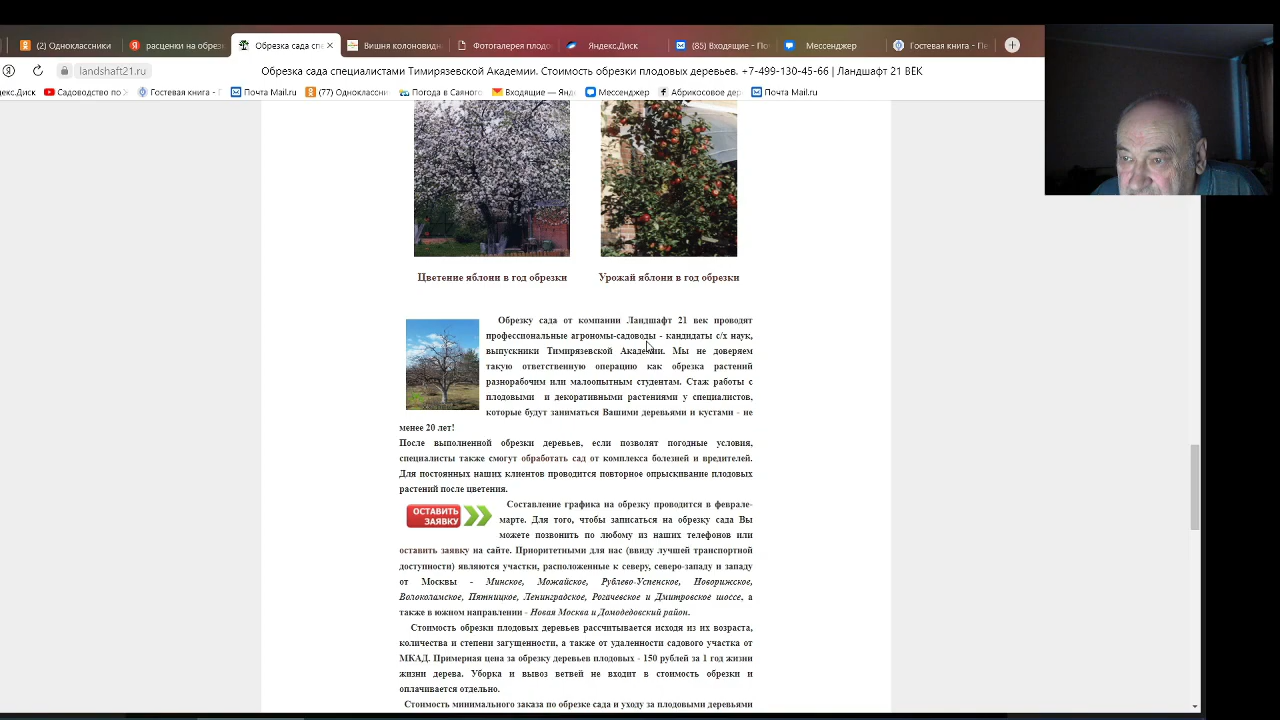 (2) Одноклассники
расценки на обрез
Обрезка сада спе
Вишня колоновидн
Фотогалерея плодо
Яндекс.Диск
(85) Входящие - По
Мессенджер
Гостевая книга - Пе
landshaft21.ru
Обрезка сада специалистами Тимирязевской Академии. Стоимость обрезки плодовых деревьев. +7-499-130-45-66 | Ландшафт 21 ВЕК
кс.Диск
Садоводство по
Гостевая книга - Г
Почта Mail.ru
(77) Одноклассни
Погода в Саяного
Входящие — Янд
Мессенджер
Абрикосовое дер
Почта Mail.ru
Цветение яблони в год обрезки
Урожай яблони в год обрезки
Обрезку сада от компании Ландшафт 21 век проводят
профессиональные агрономы-садоводы - кандидаты с/х наук,
выпускники Тимирязевской Академии. Мы не доверяем
такую ответственную операцию как обрезка растений
разнорабочим или малоопытным студентам. Стаж работы с
плодовыми и декоративными растениями у специалистов,
которые будут заниматься Вашими деревьями и кустами - не
менее 20 лет!
После выполненной обрезки деревьев, если позволят погодные условия,
специалисты также смогут обработать сад от комплекса болезней и вредителей.
Для постоянных наших клиентов проводится повторное опрыскивание плодовых
растений после цветения.
ОСТАВИТЬ
ЗАЯВКУ
Составление графика на обрезку проводится в феврале-
марте. Для того, чтобы записаться на обрезку сада Вы
можете позвонить по любому из наших телефонов или
оставить заявку на сайте. Приоритетными для нас (ввиду лучшей транспортной
доступности) являются участки, расположенные к северу, северо-западу и западу
от Москвы - Минское, Можайское, Рублево-Успенское, Новорижское,
Волоколамское, Пятницкое, Ленинградское, Рогачевское и Дмитровское шоссе, а
также в южном направлении - Новая Москва и Домодедовский район.
Стоимость обрезки плодовых деревьев рассчитывается исходя из их возраста,
количества и степени загущенности, а также от удаленности садового участка от
МКАД. Примерная цена за обрезку деревьев плодовых - 150 рублей за 1 год жизни
жизни дерева. Уборка и вывоз ветвей не входит в стоимость обрезки и
оплачивается отдельно.
Стоимость минимального заказа по обрезке сада и уходу за плодовыми деревьями